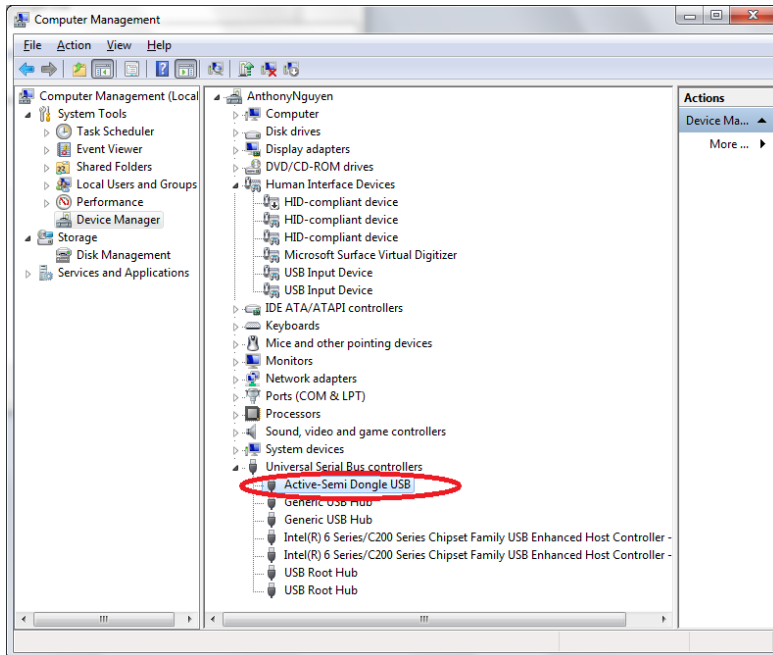 Computer Management
File Action View Help
Computer Management (Local
System Tools
Task Scheduler
Event Viewer
Shared Folders
Local Users and Groups
Performance
Device Manager
Storage
Disk Management
Services and Applications
AnthonyNguyen
Computer
Disk drives
Display adapters
DVD/CD-ROM drives
Human Interface Devices
HID-compliant device
HID-compliant device
HID-compliant device
Microsoft Surface Virtual Digitizer
USB Input Device
USB Input Device
IDE ATA/ATAPI controllers
Keyboards
Mice and other pointing devices
Monitors
Network adapters
Ports (COM & LPT)
Processors
Sound, video and game controllers
System devices
Universal Serial Bus controllers
Active-Semi Dongle USB
Generic USB Hub
Generic USB Hub
Intel(R) 6 Series/C200 Series Chipset Family USB Enhanced Host Controller -
Intel(R) 6 Series/C200 Series Chipset Family USB Enhanced Host Controller -
USB Root Hub
USB Root Hub
Actions
Device Ma...
More ...